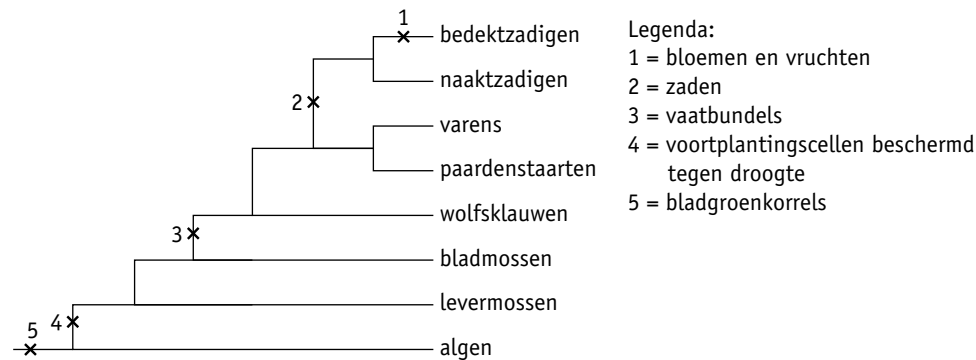 1
bedektzadigen
naaktzadigen
2
varens
paardenstaarten
wolfsklauwen
3
bladmossen
levermossen
4
5
algen
Legenda:
1 = bloemen en vruchten
2 = zaden
3 = vaatbundels
4 = voortplantingscellen beschermd
tegen droogte
5 = bladgroenkorrels